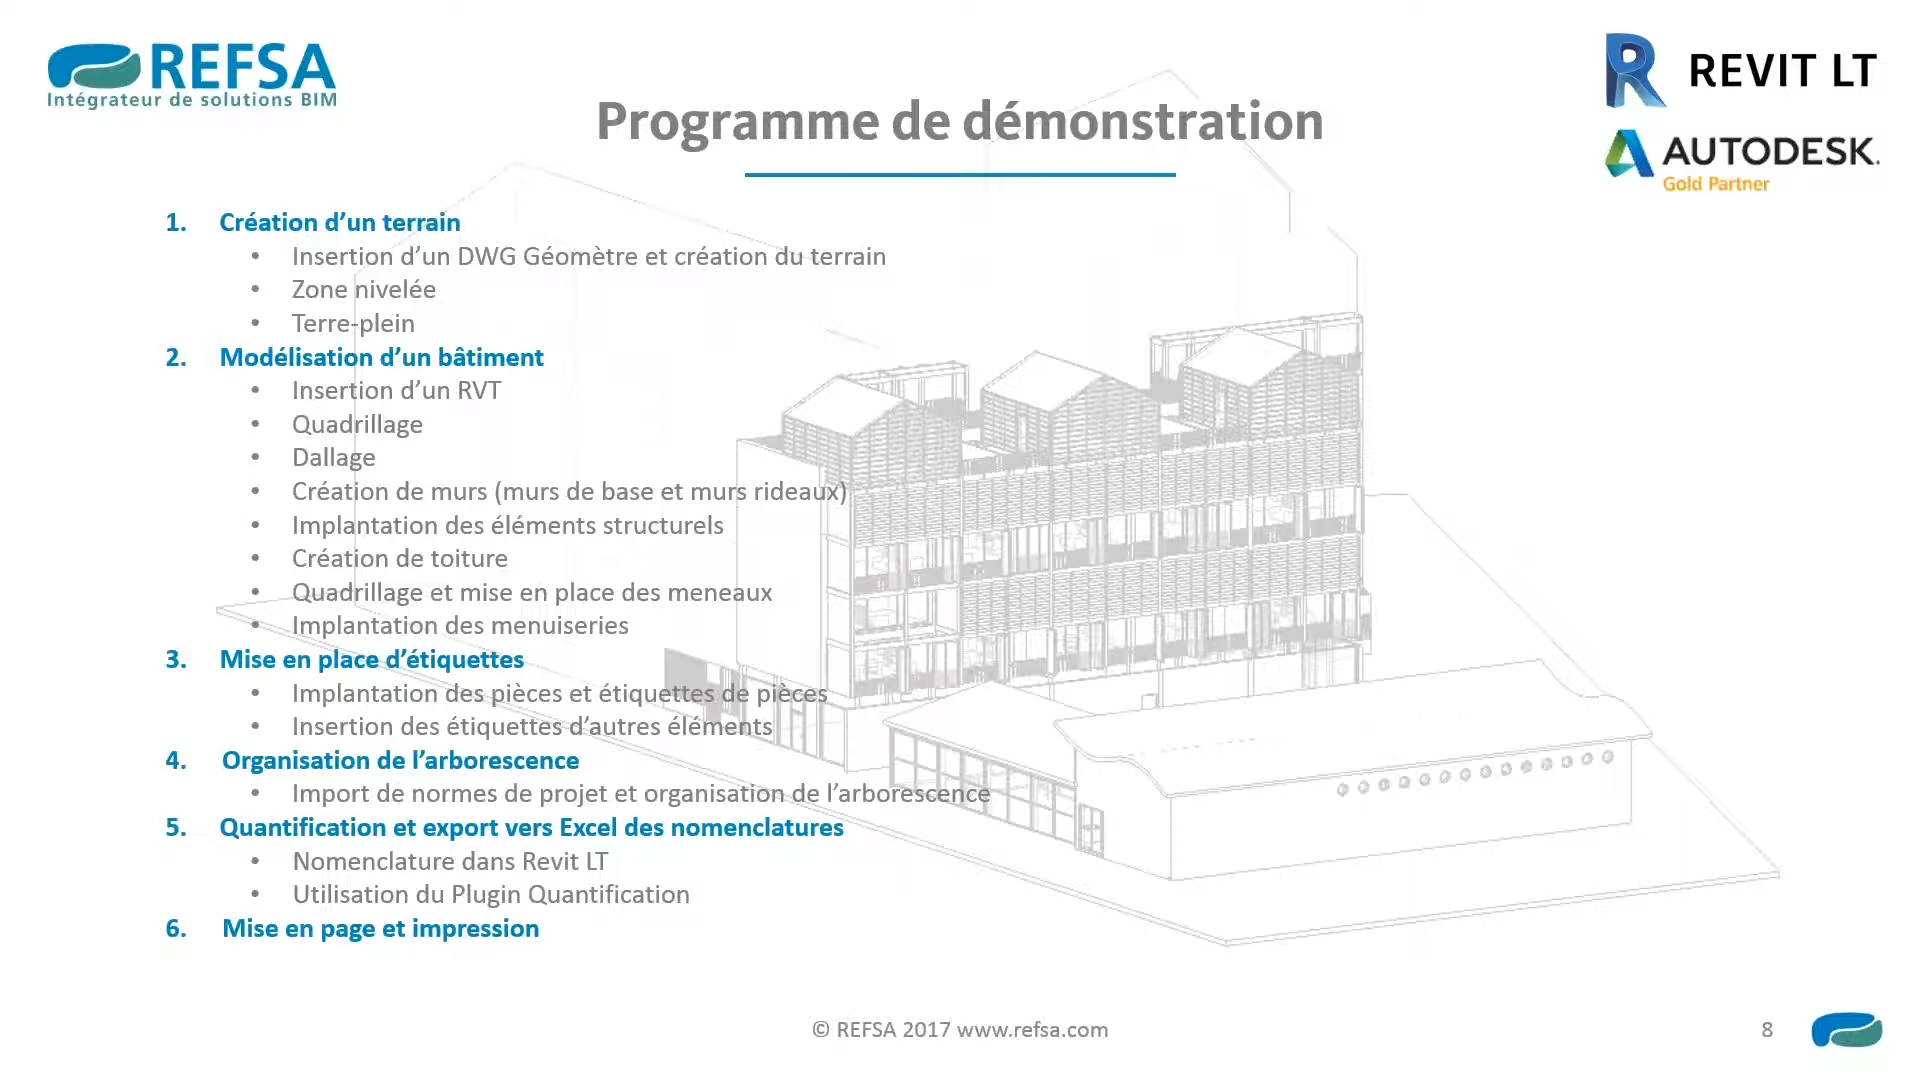 REFSA
Intégrateur de solutions BIM
REVIT LT
AUTODESK.
Gold Partner
Programme de démonstration
1. Création d’un terrain
• Insertion d’un DWG Géomètre et création du terrain
• Zone nivelée
• Terre-plein
2. Modélisation d’un bâtiment
• Insertion d’un RVT
• Quadrillage
• Dallage
• Création de murs (murs de base et murs rideaux)
• Implantation des éléments structurels
• Création de toiture
• Quadrillage et mise en place des meneaux
• Implantation des menuiseries
3. Mise en place d’étiquettes
• Implantation des pièces et étiquettes de pièces
• Insertion des étiquettes d’autres éléments
4. Organisation de l’arborescence
• Import de normes de projet et organisation de l’arborescence
5. Quantification et export vers Excel des nomenclatures
• Nomenclature dans Revit LT
• Utilisation du Plugin Quantification
6. Mise en page et impression
© REFSA 2017 www.refsa.com
8